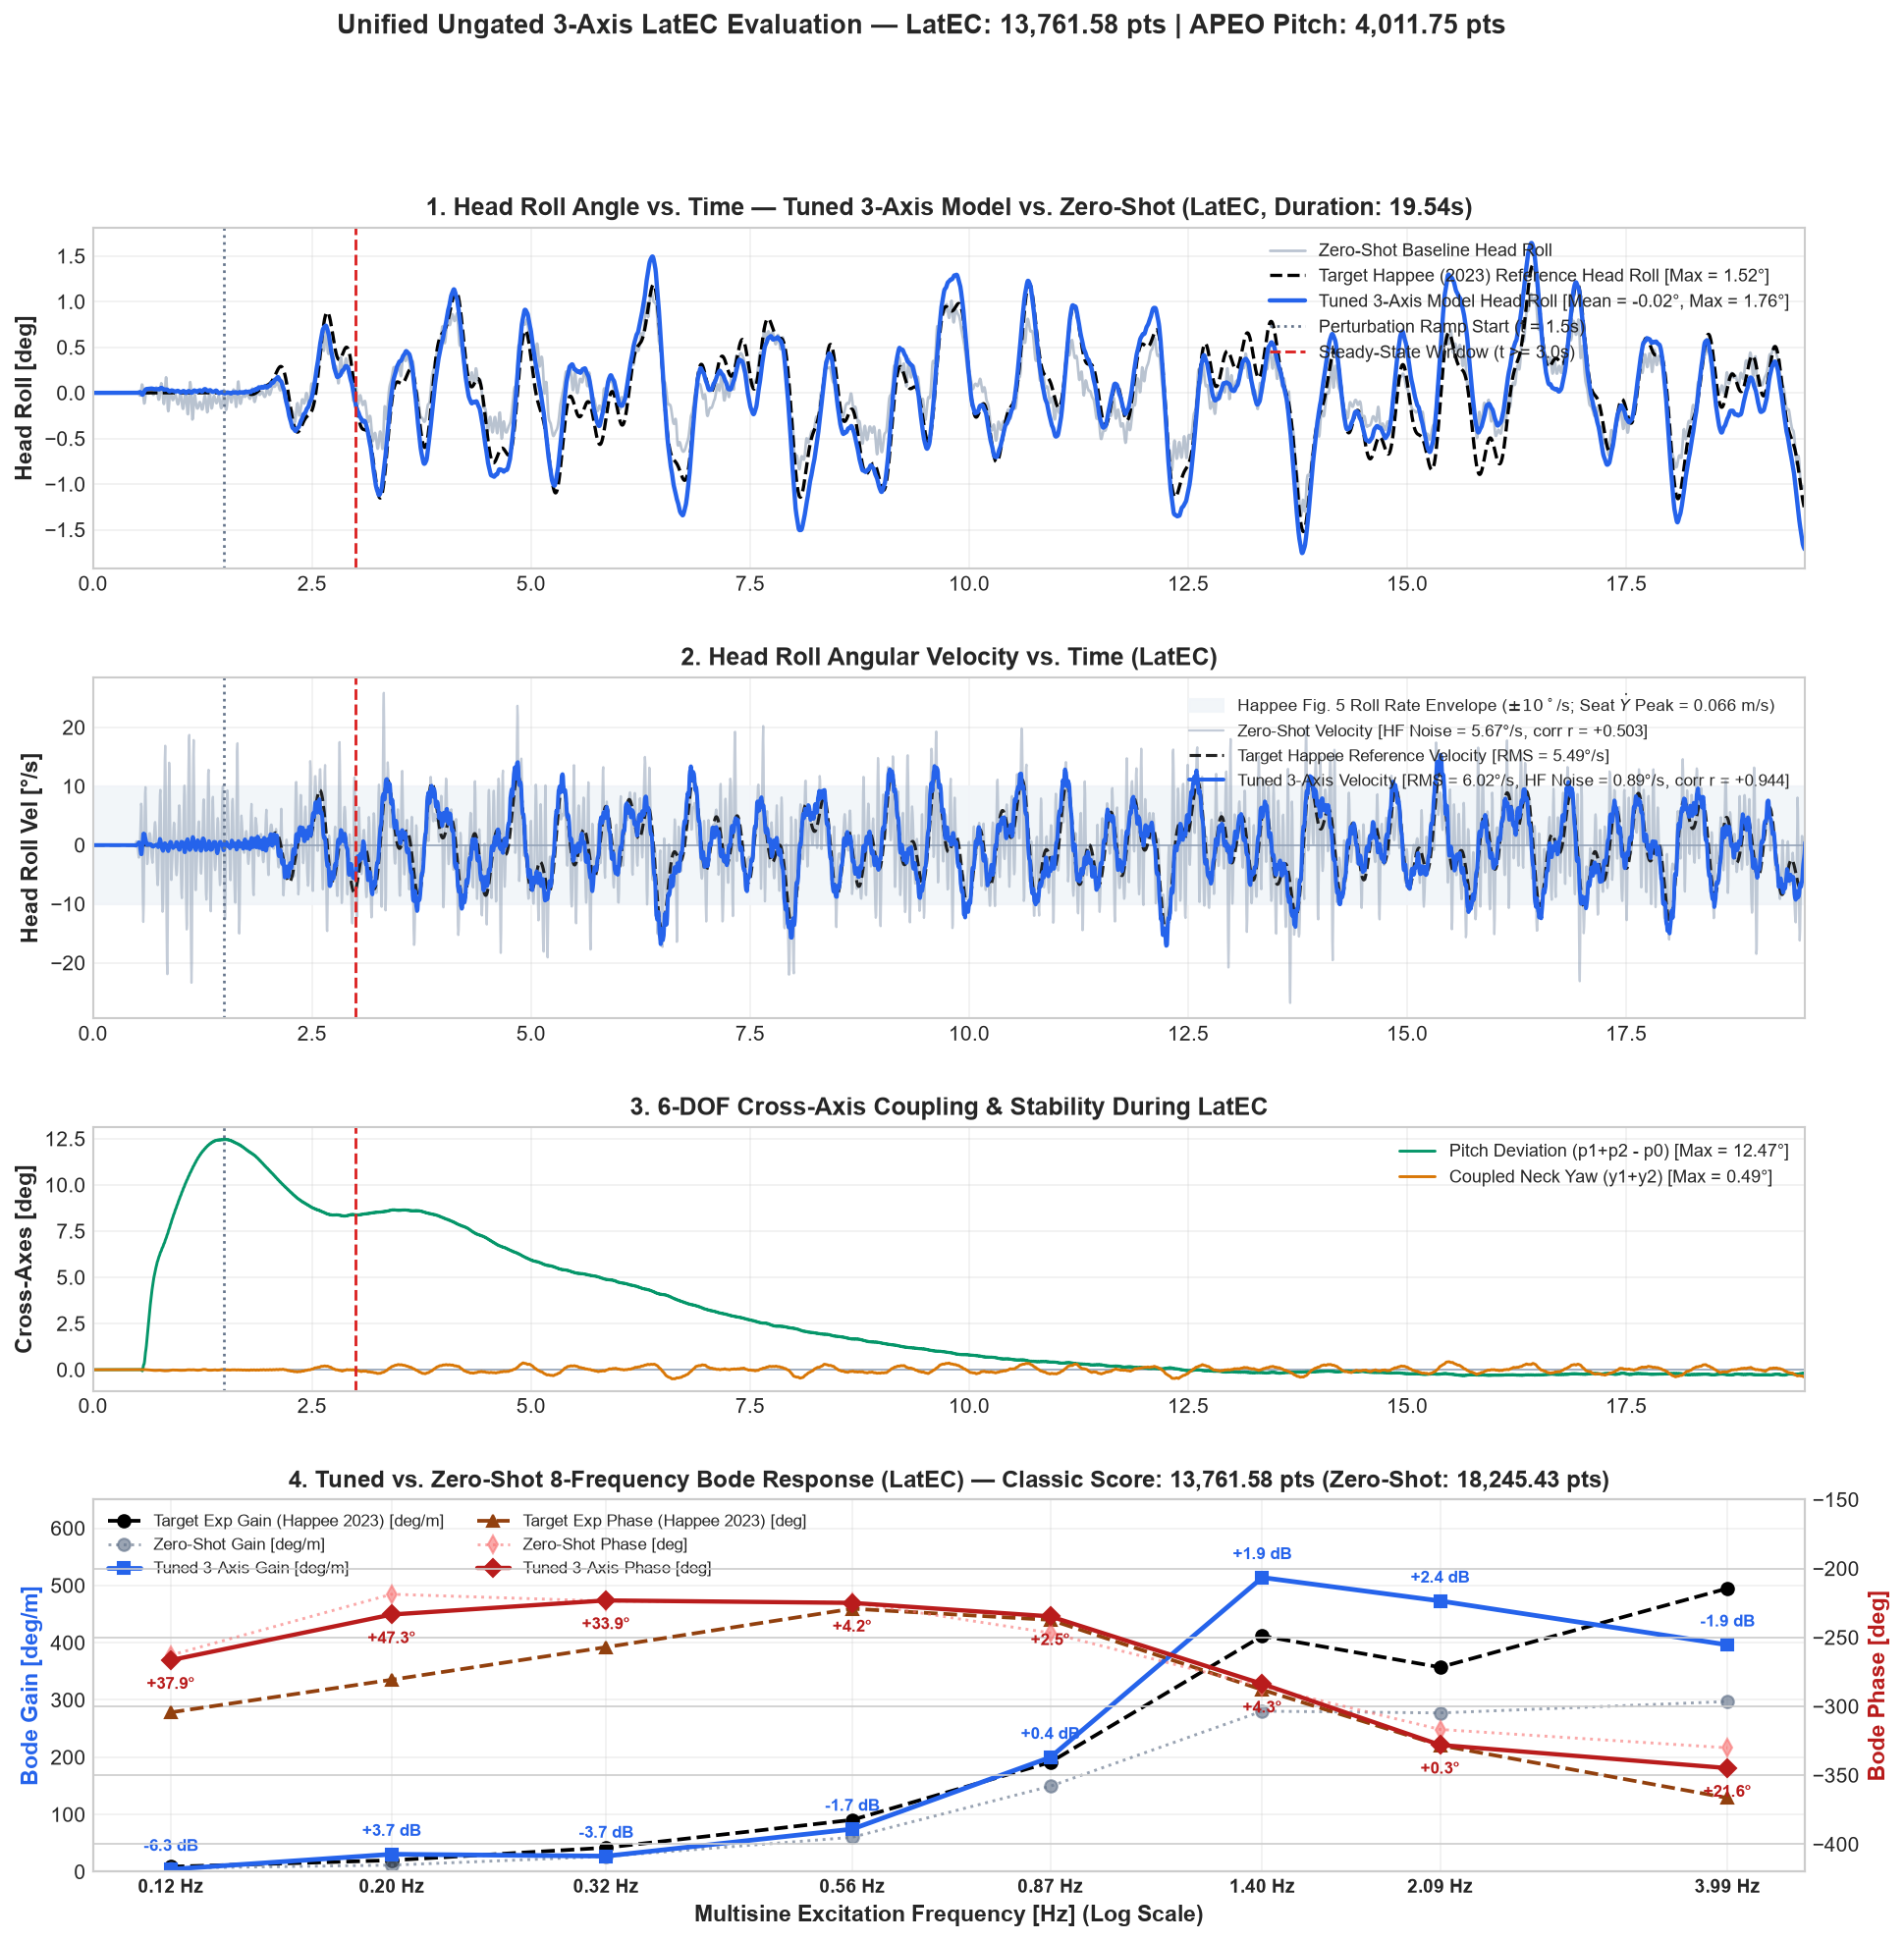 Unified Ungated 3-Axis LatEC Evaluation — LatEC: 13,761.58 pts | APEO Pitch: 4,011.75 pts
1. Head Roll Angle vs. Time — Tuned 3-Axis Model vs. Zero-Shot (LatEC, Duration: 19.54s)
Head Roll [deg]
1.5
1.0
0.5
0.0
−0.5
−1.0
−1.5
Zero-Shot Baseline Head Roll
Target Happee (2023) Reference Head Roll [Max = 1.52°]
Tuned 3-Axis Model Head Roll [Mean = -0.02°, Max = 1.76°]
Perturbation Ramp Start (t = 1.5s)
Steady-State Window (t >= 3.0s)
0.0 2.5 5.0 7.5 10.0 12.5 15.0 17.5
2. Head Roll Angular Velocity vs. Time (LatEC)
Head Roll Vel [°/s]
20
10
0
−10
−20
Happee Fig. 5 Roll Rate Envelope (±10°/s; Seat Ẏ Peak = 0.066 m/s)
Zero-Shot Velocity [HF Noise = 5.67°/s, corr r = +0.503]
Target Happee Reference Velocity [RMS = 5.49°/s]
Tuned 3-Axis Velocity [RMS = 6.02°/s, HF Noise = 0.89°/s, corr r = +0.944]
0.0 2.5 5.0 7.5 10.0 12.5 15.0 17.5
3. 6-DOF Cross-Axis Coupling & Stability During LatEC
Cross-Axes [deg]
12.5
10.0
7.5
5.0
2.5
0.0
Pitch Deviation (p1+p2 - p0) [Max = 12.47°]
Coupled Neck Yaw (y1+y2) [Max = 0.49°]
0.0 2.5 5.0 7.5 10.0 12.5 15.0 17.5
4. Tuned vs. Zero-Shot 8-Frequency Bode Response (LatEC) — Classic Score: 13,761.58 pts (Zero-Shot: 18,245.43 pts)
Bode Gain [deg/m]
600
500
400
300
200
100
0
Target Exp Gain (Happee 2023) [deg/m]
Zero-Shot Gain [deg/m]
Tuned 3-Axis Gain [deg/m]
Target Exp Phase (Happee 2023) [deg]
Zero-Shot Phase [deg]
Tuned 3-Axis Phase [deg]
-6.3 dB
+3.7 dB
-3.7 dB
-1.7 dB
+0.4 dB
+1.9 dB
+2.4 dB
-1.9 dB
+37.9°
+47.3°
+33.9°
+4.2°
+2.5°
+4.3°
+0.3°
+21.6°
−150
−200
−250
−300
−350
−400
Bode Phase [deg]
0.12 Hz 0.20 Hz 0.32 Hz 0.56 Hz 0.87 Hz 1.40 Hz 2.09 Hz 3.99 Hz
Multisine Excitation Frequency [Hz] (Log Scale)